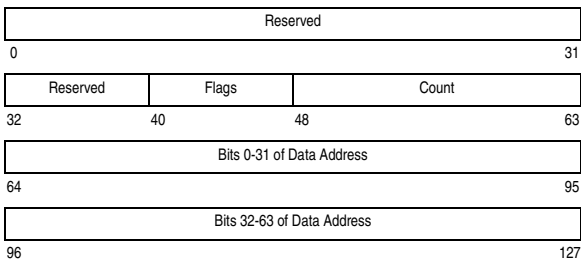 Reserved
0 31
Reserved Flags Count
32 40 48 63
Bits 0-31 of Data Address
64 95
Bits 32-63 of Data Address
96 127